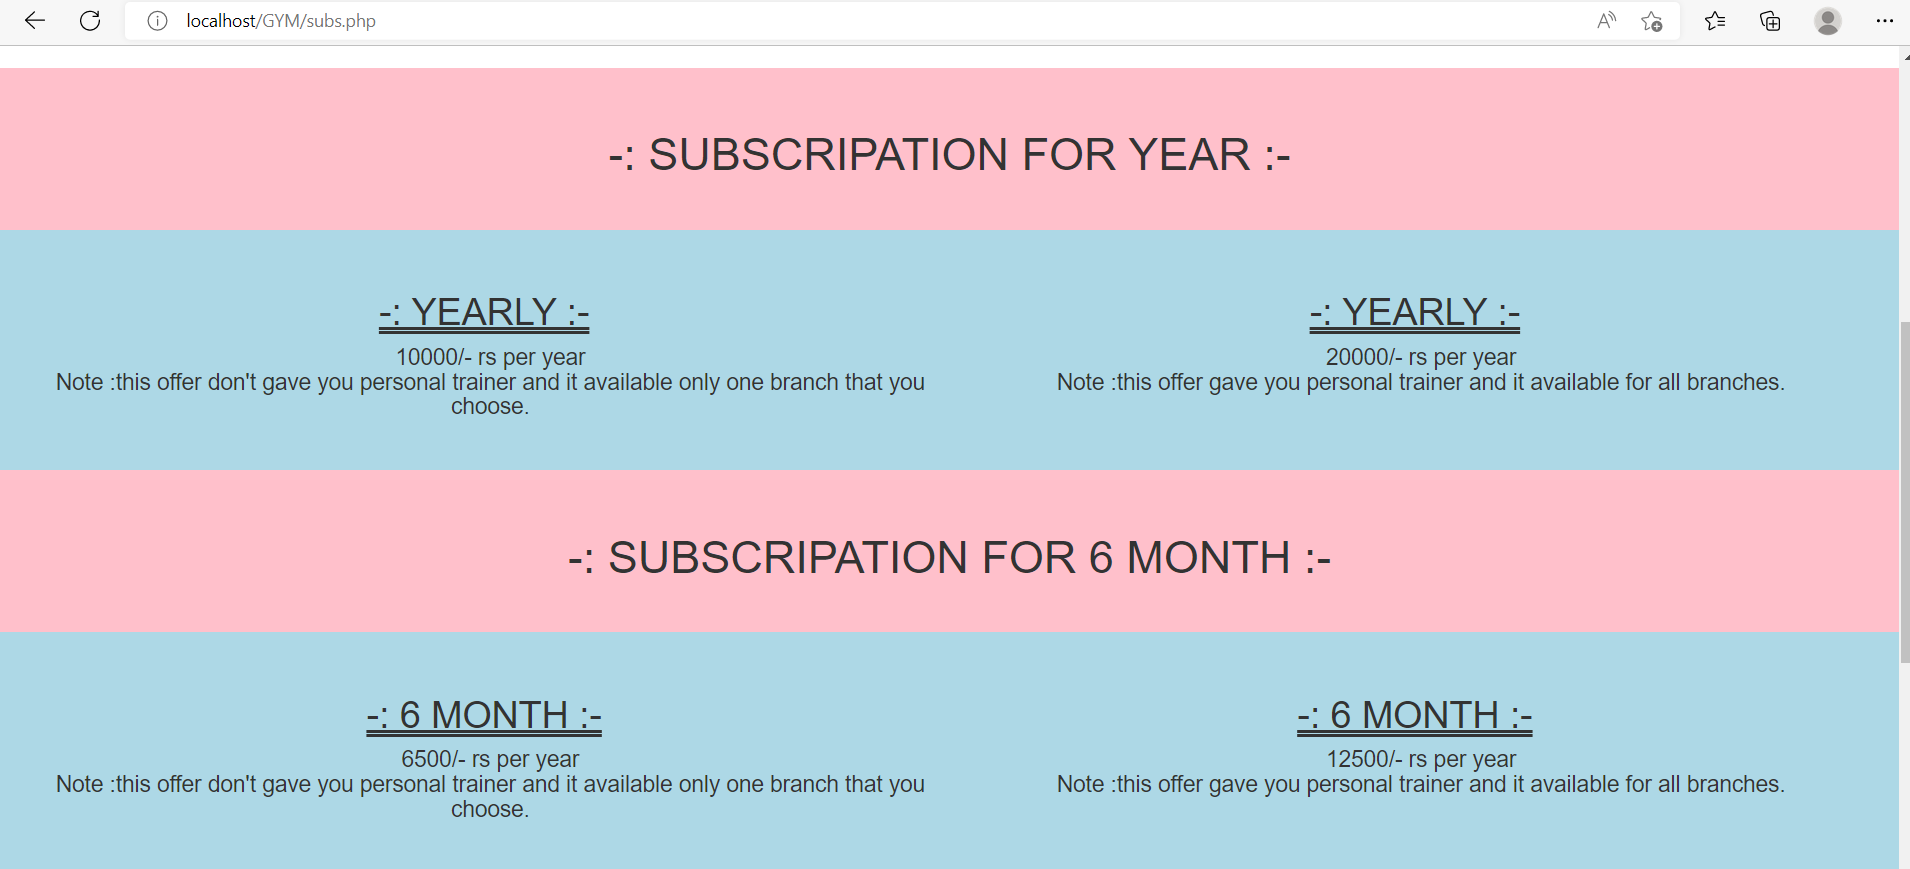 localhost/GYM/subs.php
-: SUBSCRIPATION FOR YEAR :-
-: YEARLY :-
10000/- rs per year
Note :this offer don't gave you personal trainer and it available only one branch that you
choose.
-: YEARLY :-
20000/- rs per year
Note :this offer gave you personal trainer and it available for all branches.
-: SUBSCRIPATION FOR 6 MONTH :-
-: 6 MONTH :-
6500/- rs per year
Note :this offer don't gave you personal trainer and it available only one branch that you
choose.
-: 6 MONTH :-
12500/- rs per year
Note :this offer gave you personal trainer and it available for all branches.